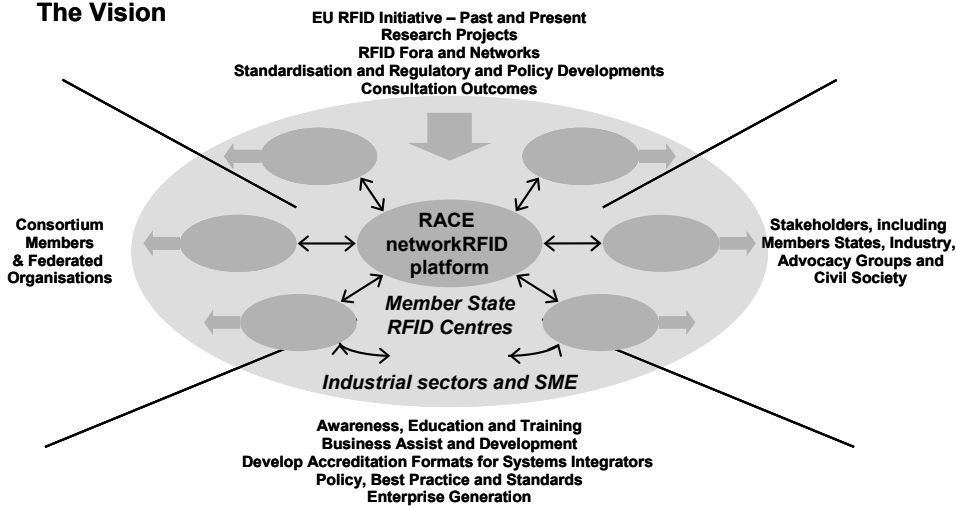 The Vision
EU RFID Initiative – Past and Present
Research Projects
RFID Fora and Networks
Standardisation and Regulatory and Policy Developments
Consultation Outcomes
RACE
networkRFID
platform
Consortium
Members
& Federated
Organisations
Stakeholders, including
Members States, Industry,
Advocacy Groups and
Civil Society
Member State
RFID Centres
Industrial sectors and SME
Awareness, Education and Training
Business Assist and Development
Develop Accreditation Formats for Systems Integrators
Policy, Best Practice and Standards
Enterprise Generation